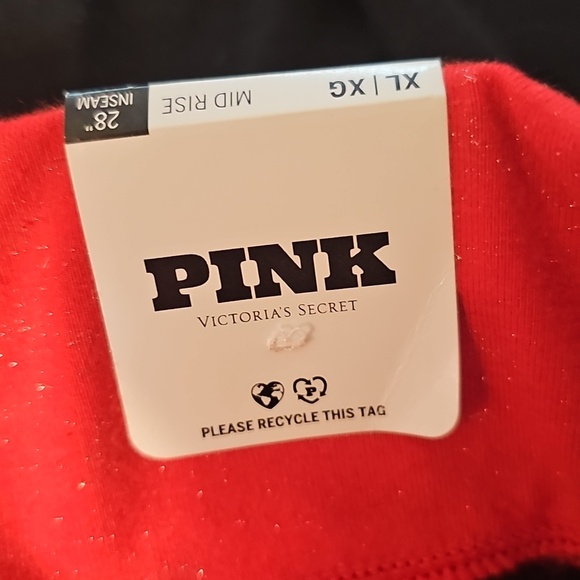 XL | XG
MID RISE
28"
INSEAM
PINK
VICTORIA'S SECRET
P
PLEASE RECYCLE THIS TAG